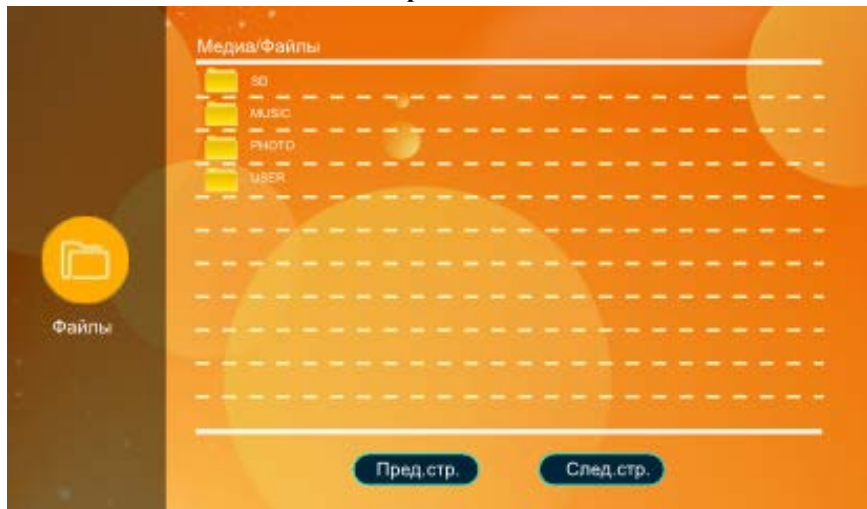 Медиа/Файлы
SD
MUSIC
PHOTO
USER
Файлы
Пред.стр.
След.стр.